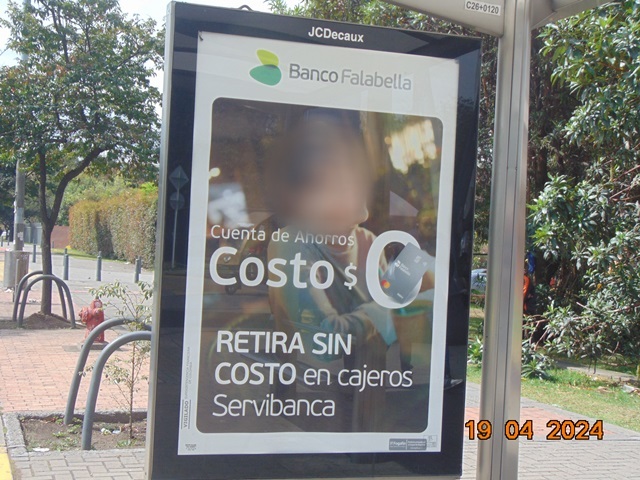 C26+0120
JCDecaux
Banco Falabella
Cuenta de Ahorros
Costo $0
RETIRA SIN
COSTO en cajeros
Servibanca
VIGILADO
19 04 2024